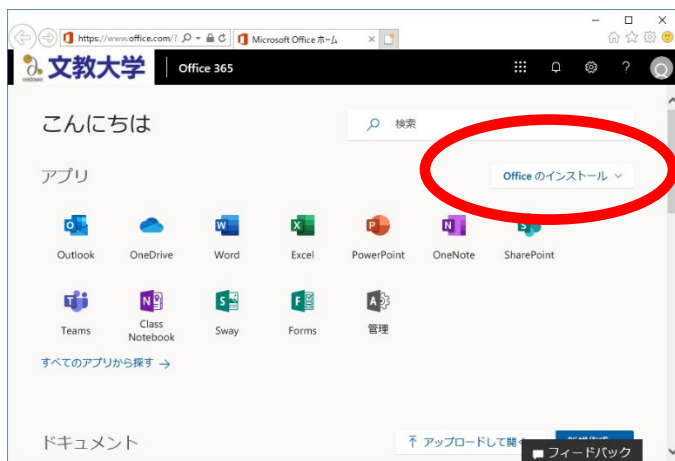 https://www.office.com/?
Microsoft Office ホーム
文教大学
Office 365
こんにちは
検索
アプリ
Office のインストール
Outlook
OneDrive
Word
Excel
PowerPoint
OneNote
SharePoint
Teams
Class
Notebook
Sway
Forms
管理
すべてのアプリから探す →
ドキュメント
アップロードして開く
フィードバック